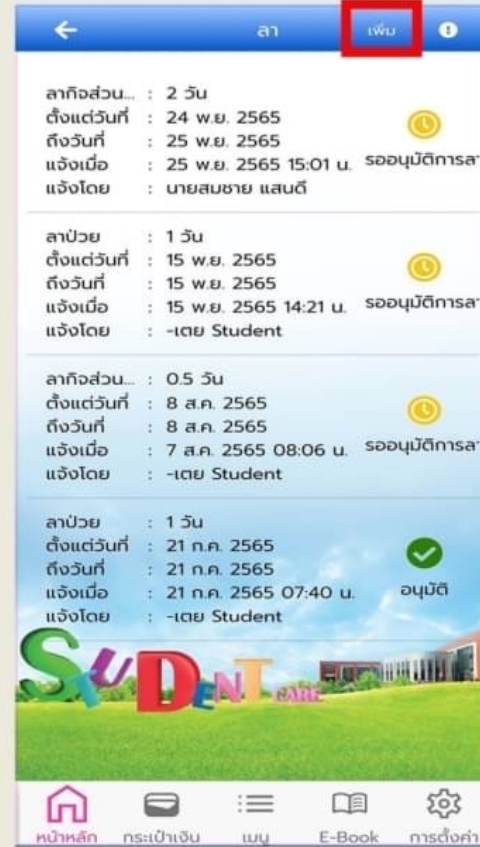 ลา เพิ่ม
ลากิจส่วน... : 2 วัน
ตั้งแต่วันที่ : 24 พ.ย. 2565
ถึงวันที่ : 25 พ.ย. 2565
แจ้งเมื่อ : 25 พ.ย. 2565 15:01 น.
แจ้งโดย : นายสมชาย แสนดี
รออนุมัติการลา
ลาป่วย : 1 วัน
ตั้งแต่วันที่ : 15 พ.ย. 2565
ถึงวันที่ : 15 พ.ย. 2565
แจ้งเมื่อ : 15 พ.ย. 2565 14:21 น.
แจ้งโดย : -เตย Student
รออนุมัติการลา
ลากิจส่วน... : 0.5 วัน
ตั้งแต่วันที่ : 8 ส.ค. 2565
ถึงวันที่ : 8 ส.ค. 2565
แจ้งเมื่อ : 7 ส.ค. 2565 08:06 น.
แจ้งโดย : -เตย Student
รออนุมัติการลา
ลาป่วย : 1 วัน
ตั้งแต่วันที่ : 21 ก.ค. 2565
ถึงวันที่ : 21 ก.ค. 2565
แจ้งเมื่อ : 21 ก.ค. 2565 07:40 น.
แจ้งโดย : -เตย Student
อนุมัติ
STUDENT CARE
หน้าหลัก กระเป๋าเงิน เมนู E-Book การตั้งค่า